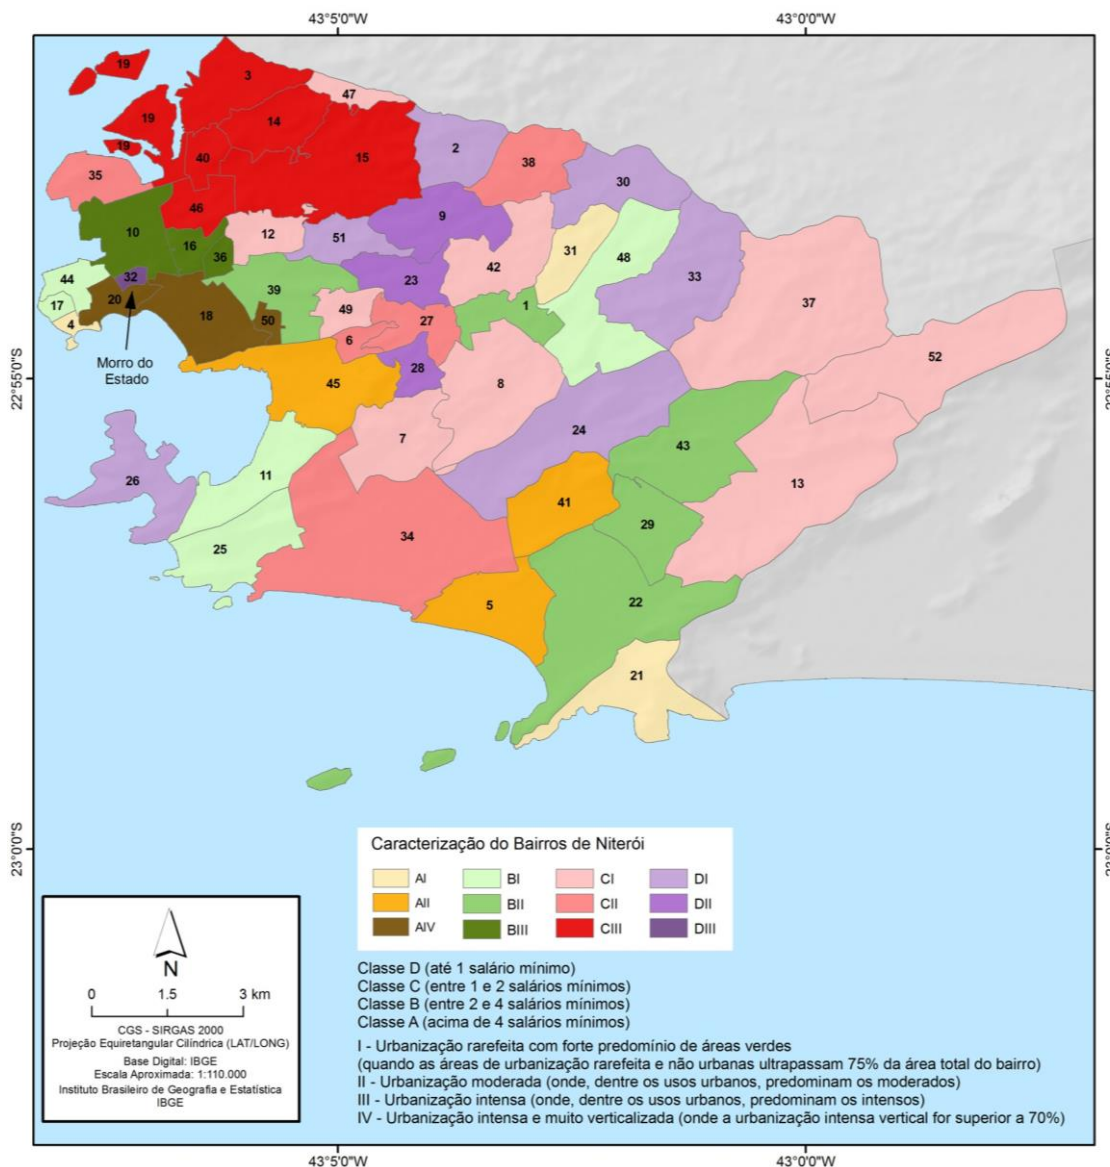 43°5'0"W
43°0'0"W
19
3
47
19
14
2
38
19
40
15
30
35
46
9
10
16
12
51
31
48
36
42
33
44
32
23
37
17
20
39
1
4
18
50
49
27
52
6
Morro do
Estado
28
22°55'0"S
22°55'0"S
45
8
7
24
43
26
11
41
13
34
29
25
5
22
21
23°0'0"S
23°0'0"S
Caracterização do Bairros de Niterói
AI
BI
CI
DI
AII
BII
CII
DII
AIV
BIII
CIII
DIII
N
0
1.5
3 km
CGS - SIRGAS 2000
Projeção Equiretangular Cilíndrica (LAT/LONG)
Base Digital: IBGE
Escala Aproximada: 1:110.000
Instituto Brasileiro de Geografia e Estatística
IBGE
Classe D (até 1 salário mínimo)
Classe C (entre 1 e 2 salários mínimos)
Classe B (entre 2 e 4 salários mínimos)
Classe A (acima de 4 salários mínimos)
I - Urbanização rarefeita com forte predomínio de áreas verdes
(quando as áreas de urbanização rarefeita e não urbanas ultrapassam 75% da área total do bairro)
II - Urbanização moderada (onde, dentre os usos urbanos, predominam os moderados)
III - Urbanização intensa (onde, dentre os usos urbanos, predominam os intensos)
IV - Urbanização intensa e muito verticalizada (onde a urbanização intensa vertical for superior a 70%)
43°5'0"W
43°0'0"W